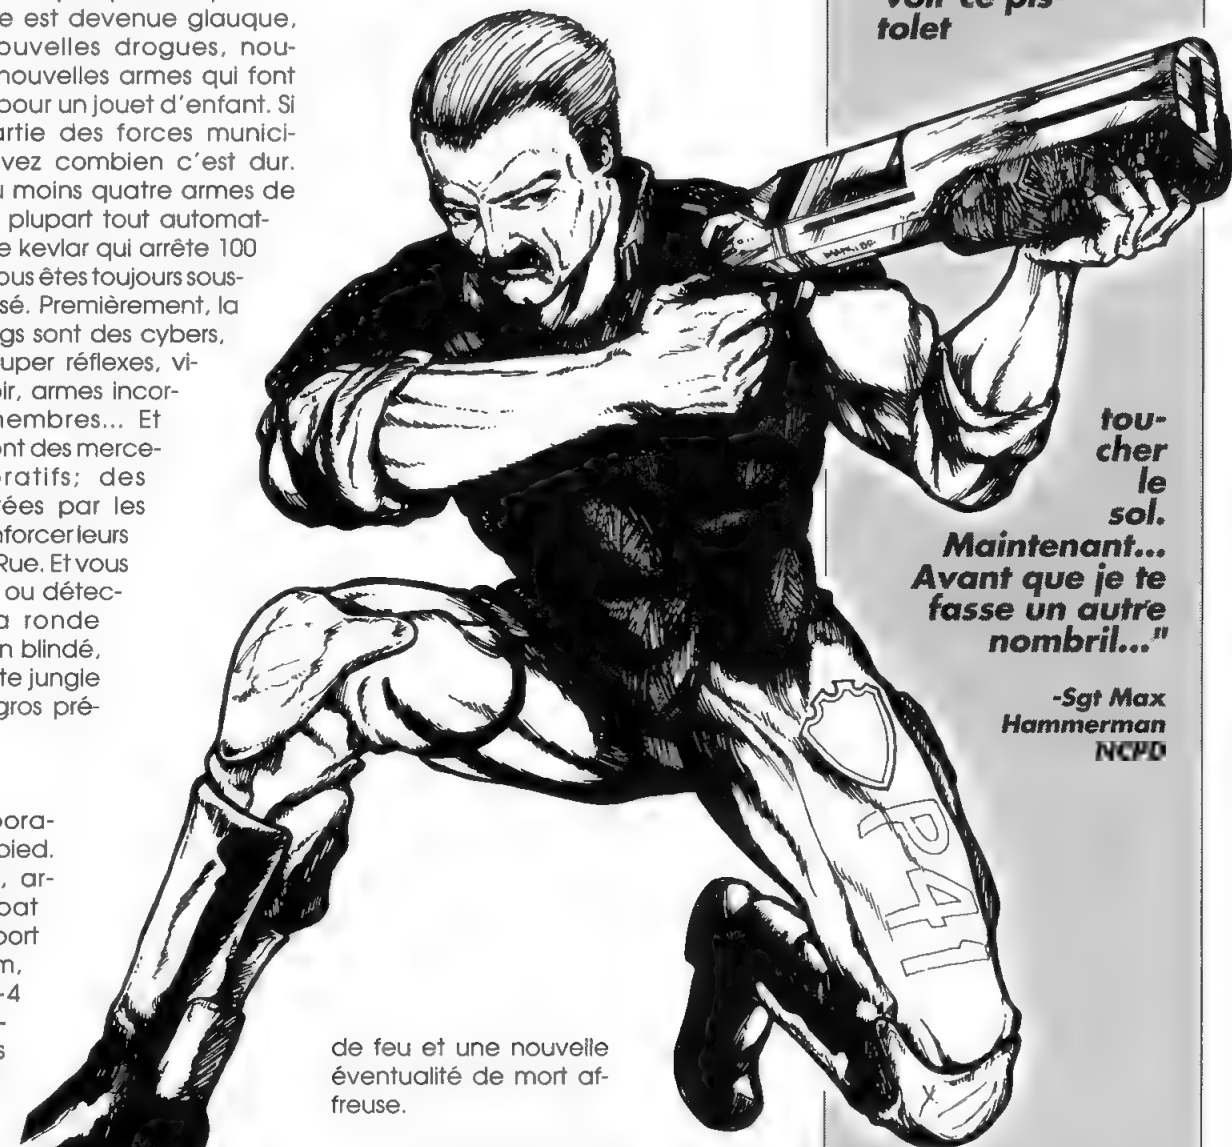 e est devenue glauque,
ouvelles drogues, nou-
nouvelles armes qui font
pour un jouet d'enfant. Si
artie des forces munici-
vez combien c'est dur.
u moins quatre armes de
plupart tout automat-
e kevlar qui arrête 100
ous êtes toujours sous-
sé. Premièrement, la
gs sont des cybers,
uper réflexes, vi-
oir, armes incor-
membres... Et
ont des merce-
ratifs; des
ées par les
nforcer leurs
Rue. Et vous
ou détec-
a ronde
n blindé,
te jungle
gros pré-
pora-
pied.
, ar-
bat
port
m,
-4
-
s
de feu et une nouvelle
éventualité de mort af-
freuse.
voir ce pis-
tolet
tou-
cher
le
sol.
Maintenant...
Avant que je te
fasse un autre
nombril..."
-Sgt Max
Hammerman
NCPD
P41